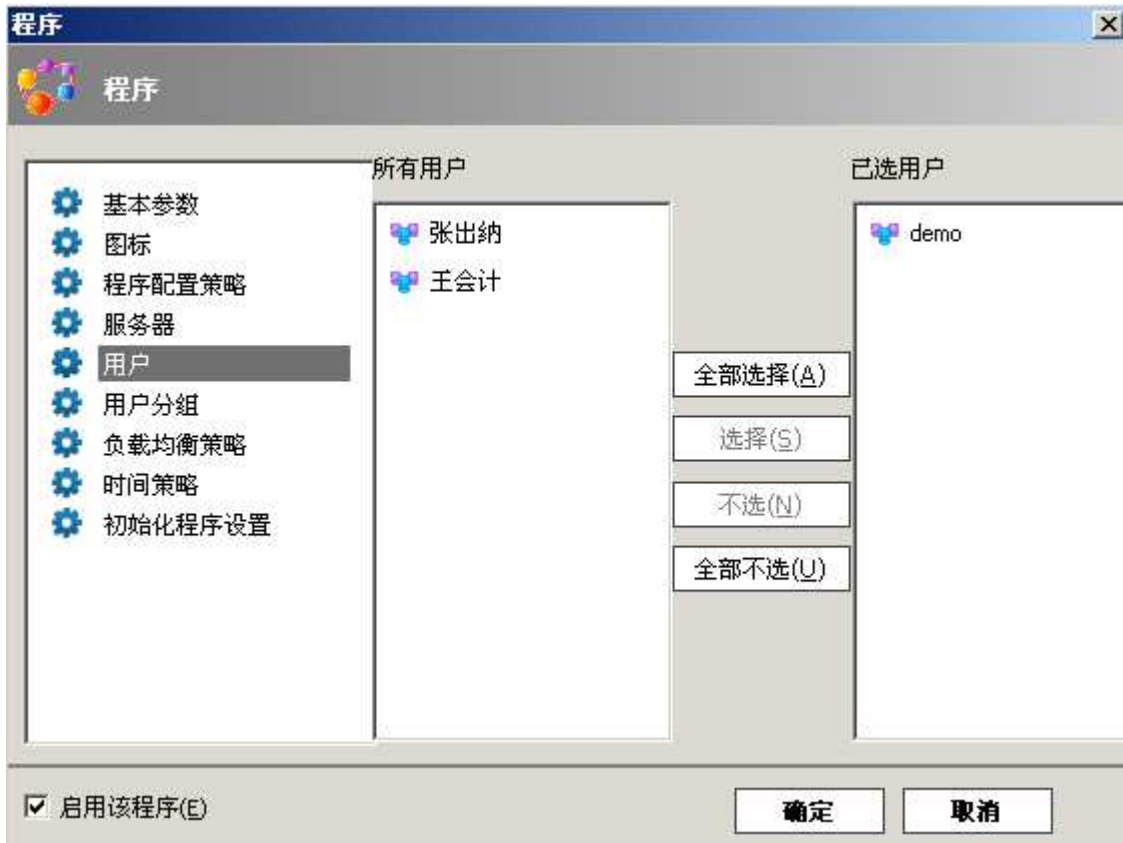 程序
程序
所有用户
已选用户
基本参数
图标
程序配置策略
服务器
用户
用户分组
负载均衡策略
时间策略
初始化程序设置
张出纳
王会计
全部选择(A)
选择(S)
不选(N)
全部不选(U)
demo
启用该程序(E)
确定
取消